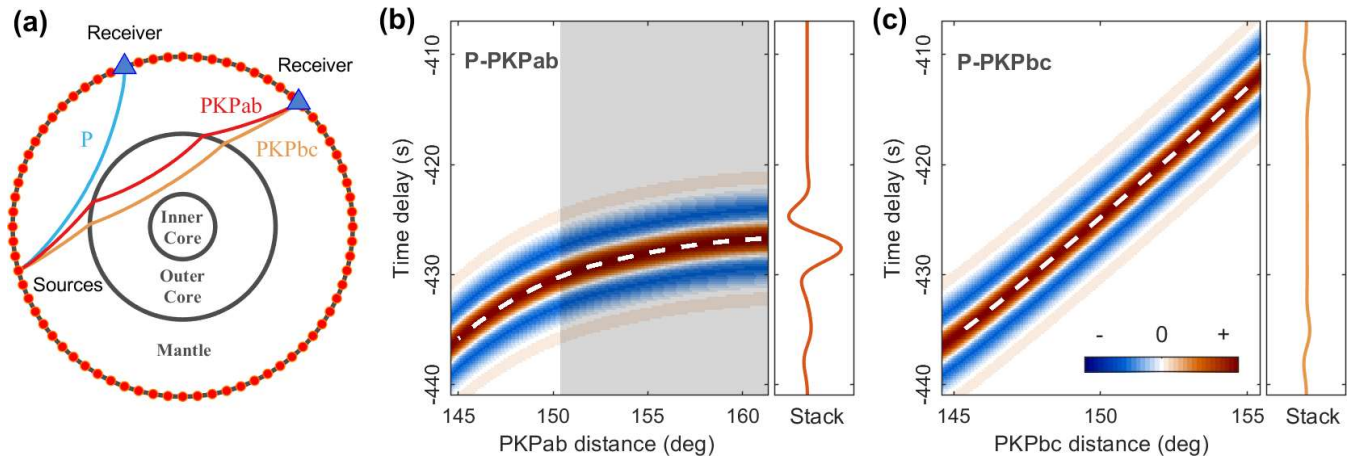 (a)
Receiver
Receiver
P
PKPab
PKPbc
Inner
Core
Outer
Core
Sources
Mantle
(b)
P-PKPab
Time delay (s)
-410
-420
-430
-440
145
150
155
160
PKPab distance (deg)
Stack
(c)
P-PKPbc
Time delay (s)
-410
-420
-430
-440
- 0 +
145
150
155
PKPbc distance (deg)
Stack